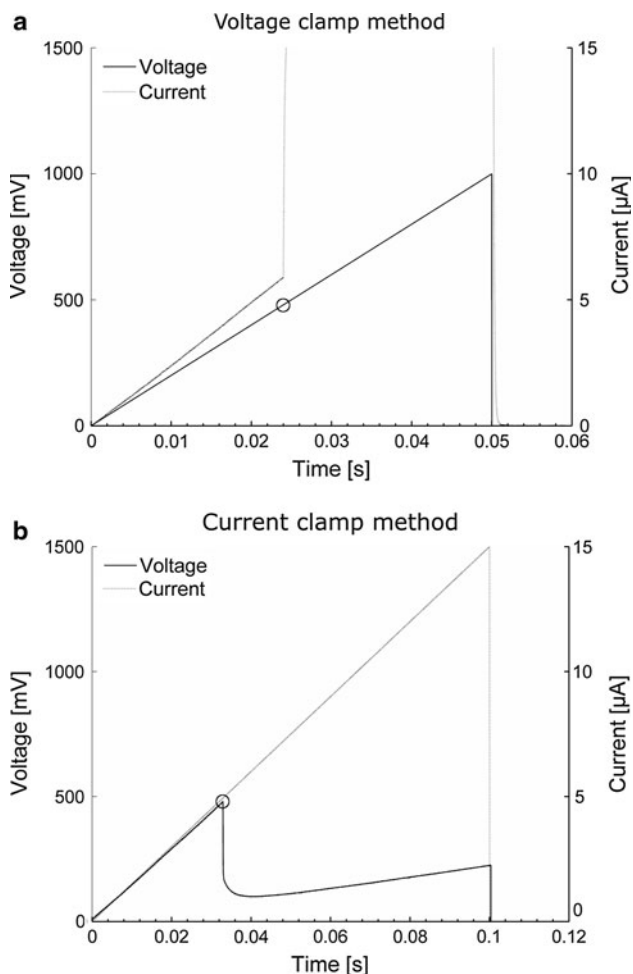 a
Voltage clamp method
1500
1000
500
0
Voltage [mV]
Voltage
Current
15
10
5
0
Current [µA]
0 0.01 0.02 0.03 0.04 0.05 0.06
Time [s]
b
Current clamp method
1500
1000
500
0
Voltage [mV]
Voltage
Current
15
10
5
0
Current [µA]
0 0.02 0.04 0.06 0.08 0.1 0.12
Time [s]